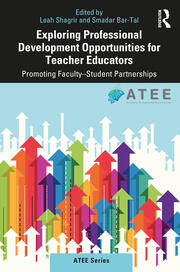 Edited by
Leah Shagrir and Smadar Bar-Tal
Exploring Professional
Development Opportunities for
Teacher Educators
Promoting Faculty–Student Partnerships
ATEE
ATEE Series